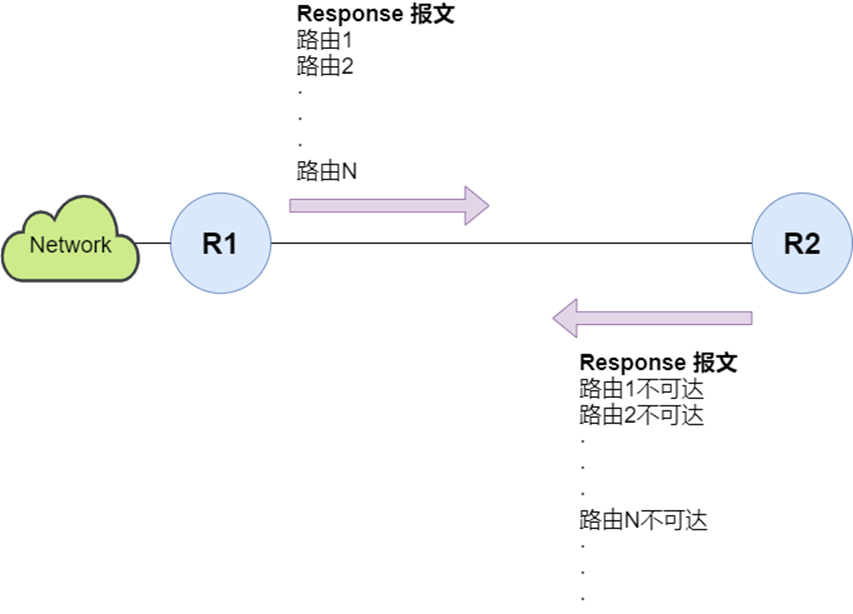 Response 报文
路由1
路由2
.
.
.
路由N
Network
R1
R2
Response 报文
路由1不可达
路由2不可达
.
.
.
路由N不可达
.
.
.